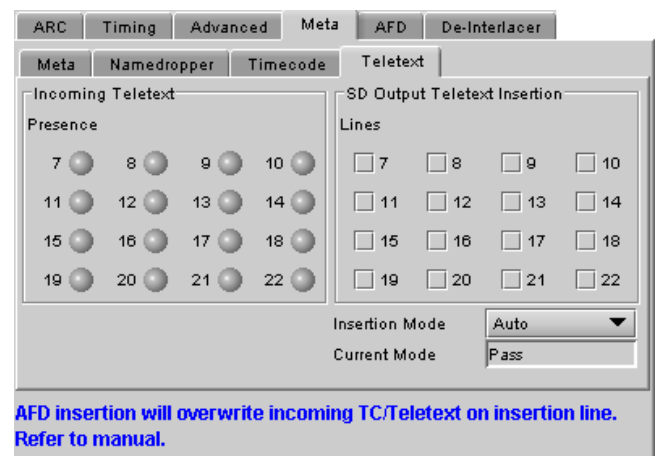 ARC Timing Advanced Meta AFD De-Interlacer
Meta Namedropper Timecode Teletext
Incoming Teletext
Presence
7 8 9 10
11 12 13 14
15 16 17 18
19 20 21 22
SD Output Teletext Insertion
Lines
7 8 9 10
11 12 13 14
15 16 17 18
19 20 21 22
Insertion Mode Auto
Current Mode Pass
AFD insertion will overwrite incoming TC/Teletext on insertion line.
Refer to manual.